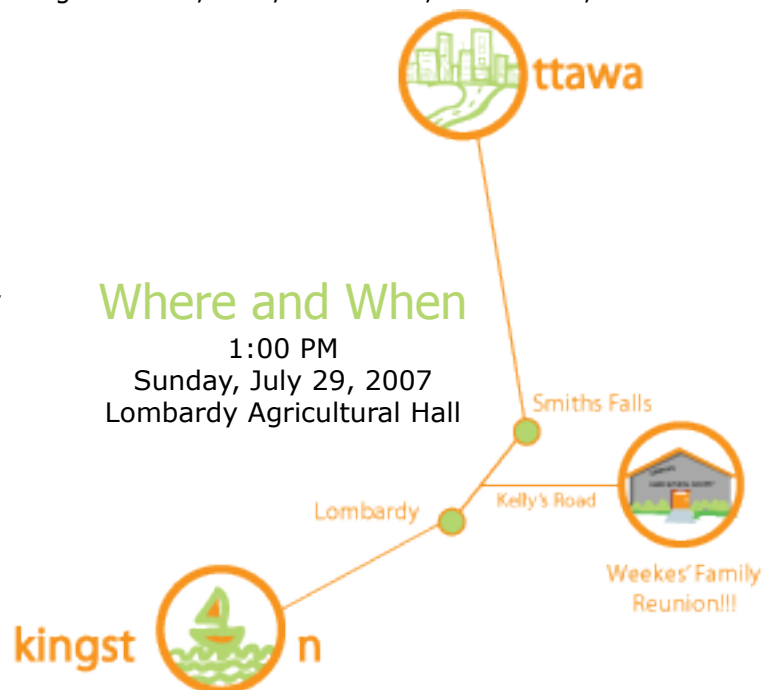 ttawa
Where and When
1:00 PM
Sunday, July 29, 2007
Lombardy Agricultural Hall
Smiths Falls
Lombardy
Kelly's Road
Weekes' Family
Reunion!!!
kingst n